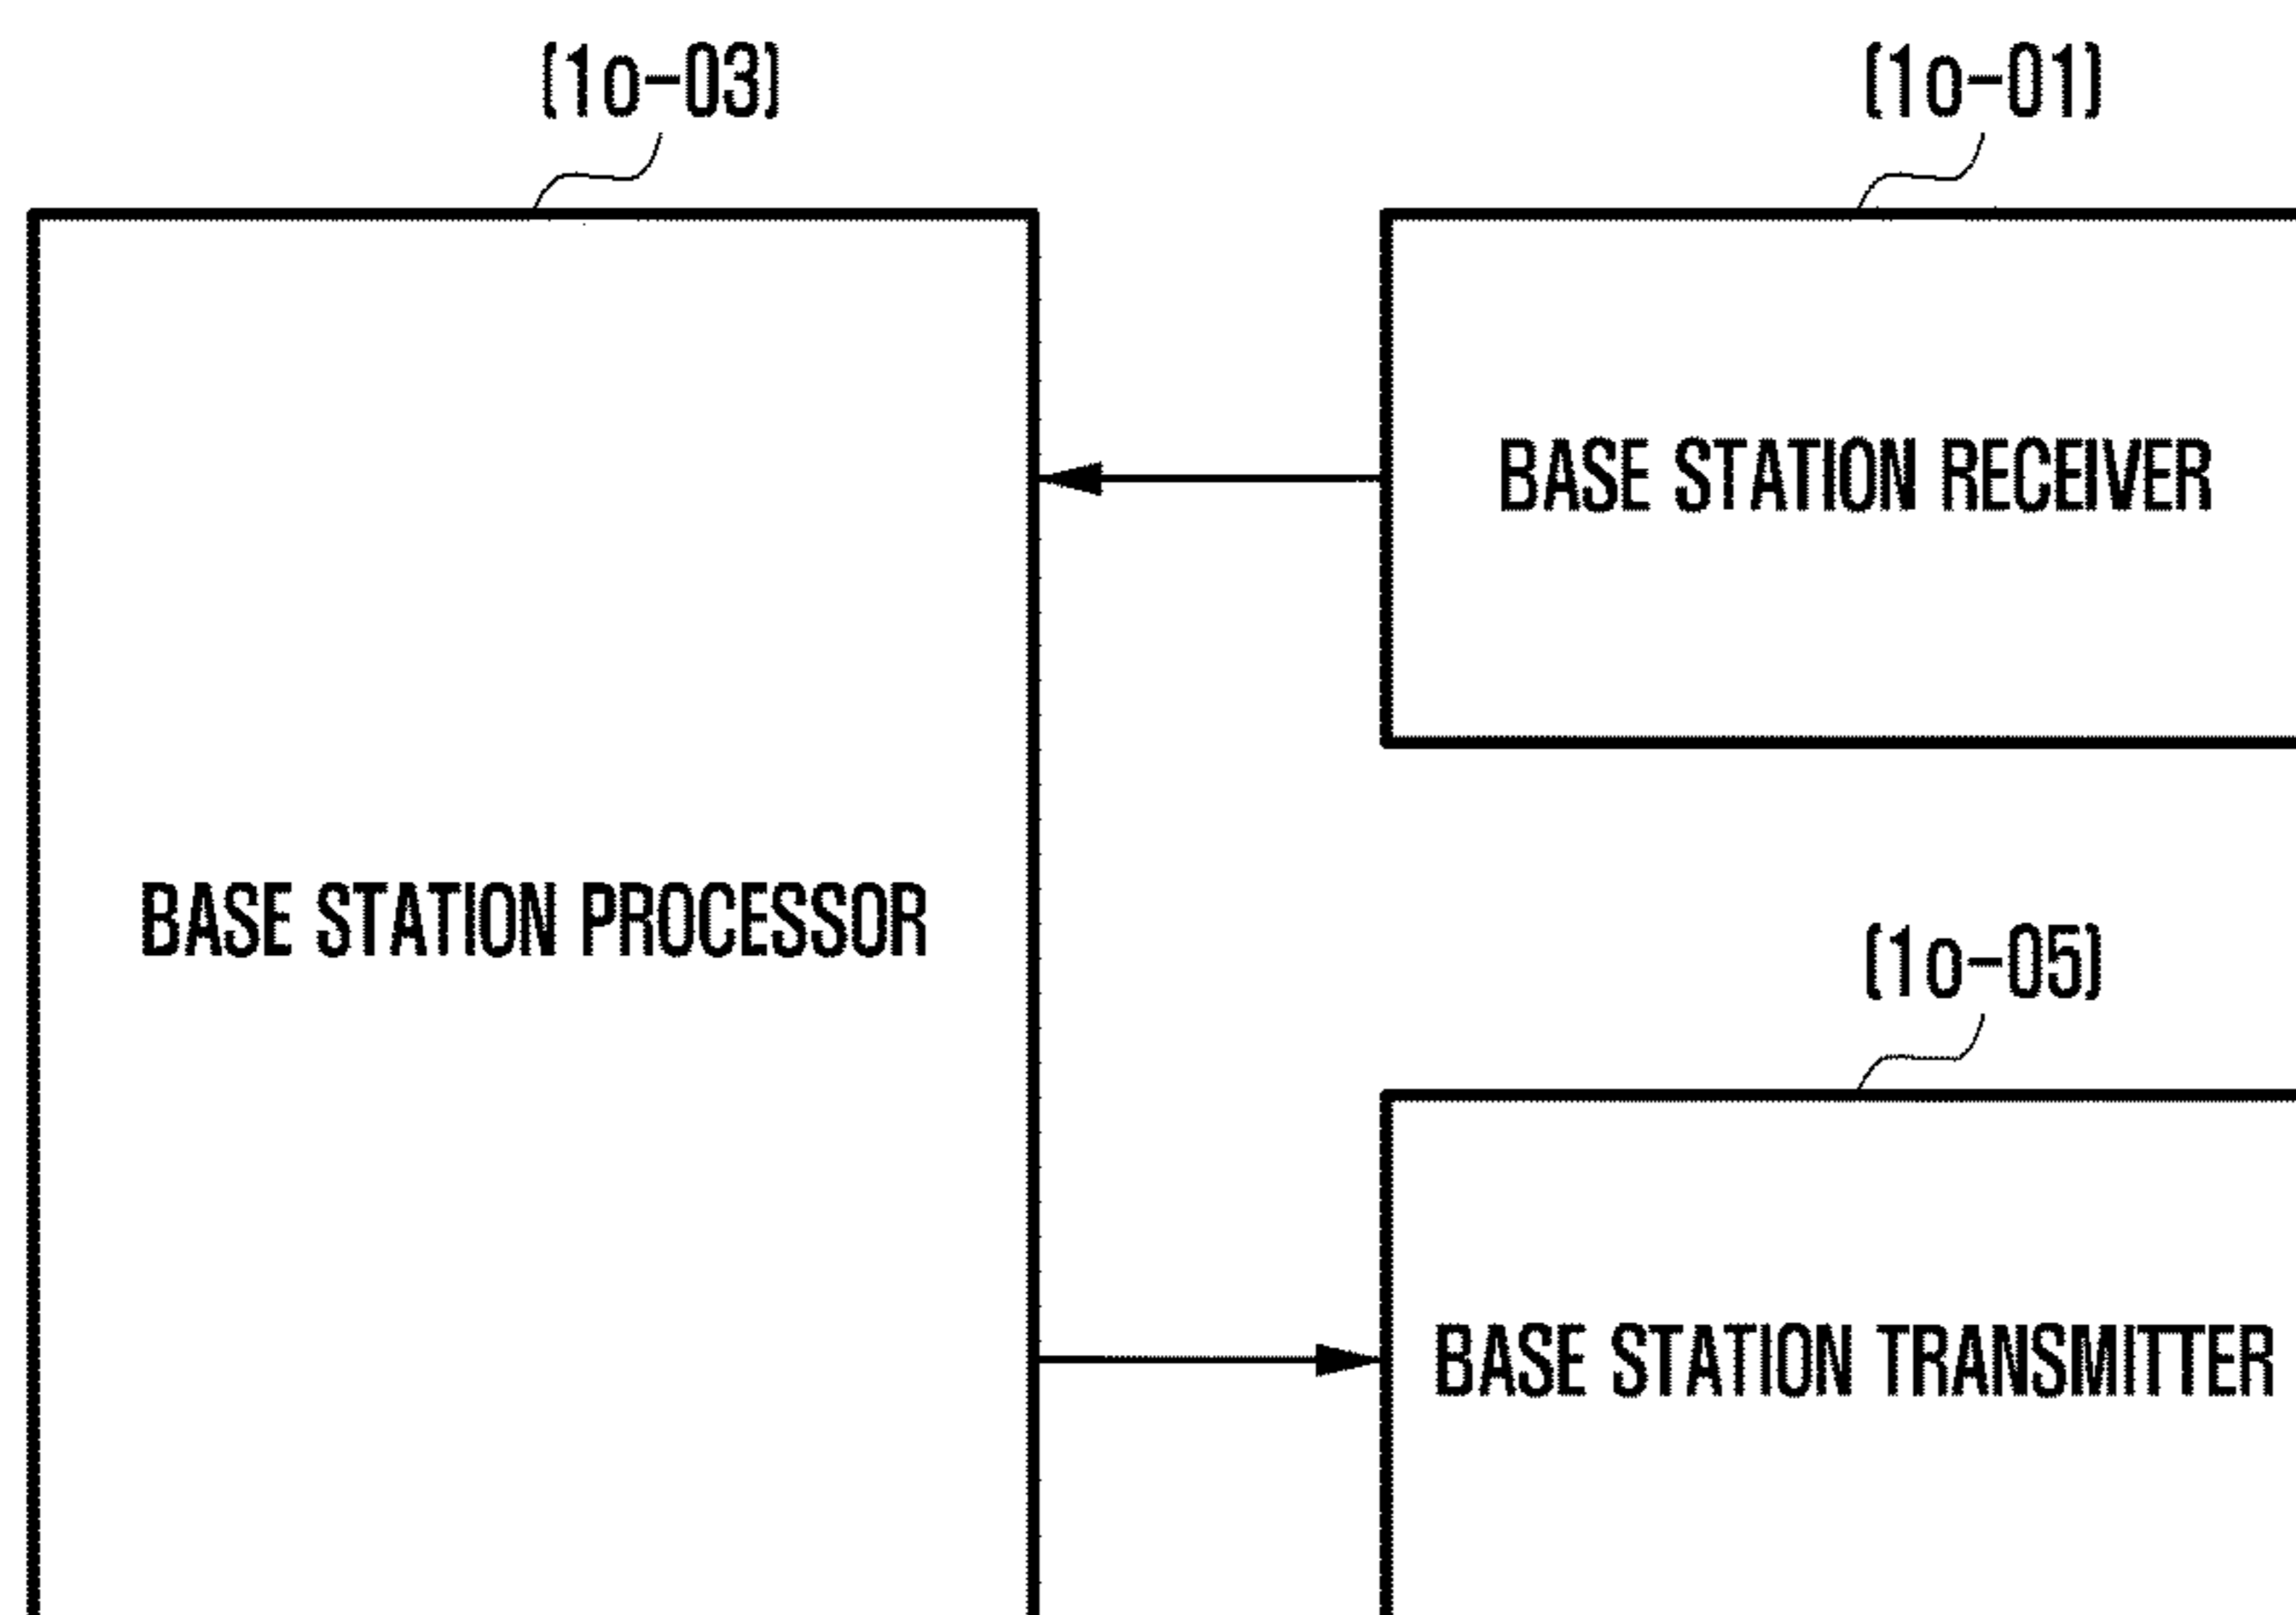 (1o-03)
(1o-01)
BASE STATION RECEIVER
BASE STATION PROCESSOR
(1o-05)
BASE STATION TRANSMITTER